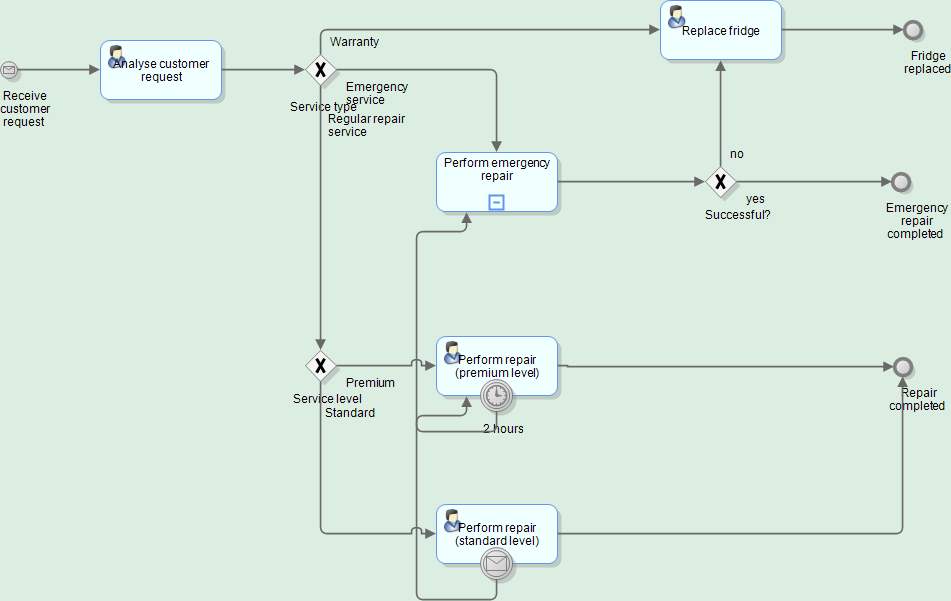 Warranty
Replace fridge
Fridge
replaced
Analyse customer
request
Receive
customer
request
Emergency
service
Service type
Regular repair
service
Perform emergency
repair
no
yes
Successful?
Emergency
repair
completed
Perform repair
(premium level)
Premium
Service level
Standard
2 hours
Repair
completed
Perform repair
(standard level)